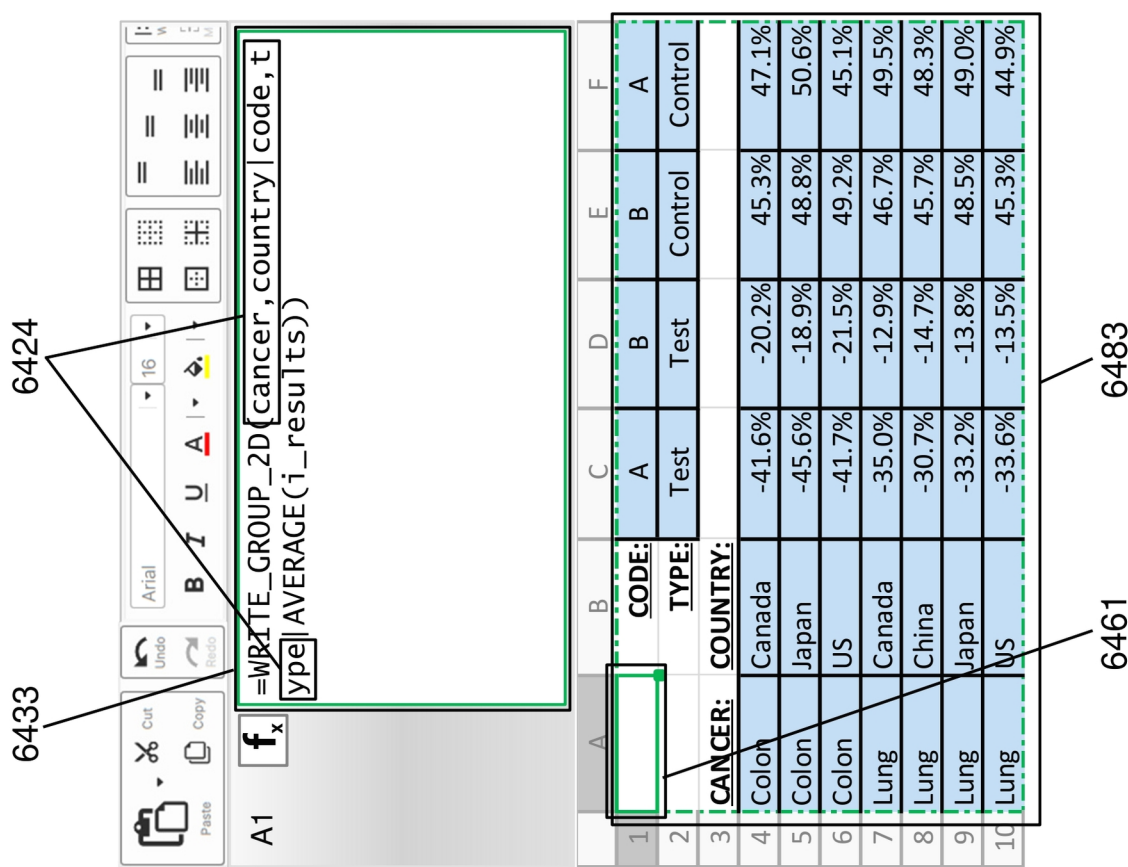 6433
6424
Paste
Cut
Copy
Undo
Redo
Arial
16
B I U A
A1
fx
=WRITE_GROUP_2D(cancer,country|code,t
ype|AVERAGE(i_results))
A B C D E F
1 CODE: A B B A
2 TYPE: Test Test Control Control
3 CANCER: COUNTRY:
4 Colon Canada -41.6% -20.2% 45.3% 47.1%
5 Colon Japan -45.6% -18.9% 48.8% 50.6%
6 Colon US -41.7% -21.5% 49.2% 45.1%
7 Lung Canada -35.0% -12.9% 46.7% 49.5%
8 Lung China -30.7% -14.7% 45.7% 48.3%
9 Lung Japan -33.2% -13.8% 48.5% 49.0%
10 Lung US -33.6% -13.5% 45.3% 44.9%
6461
6483